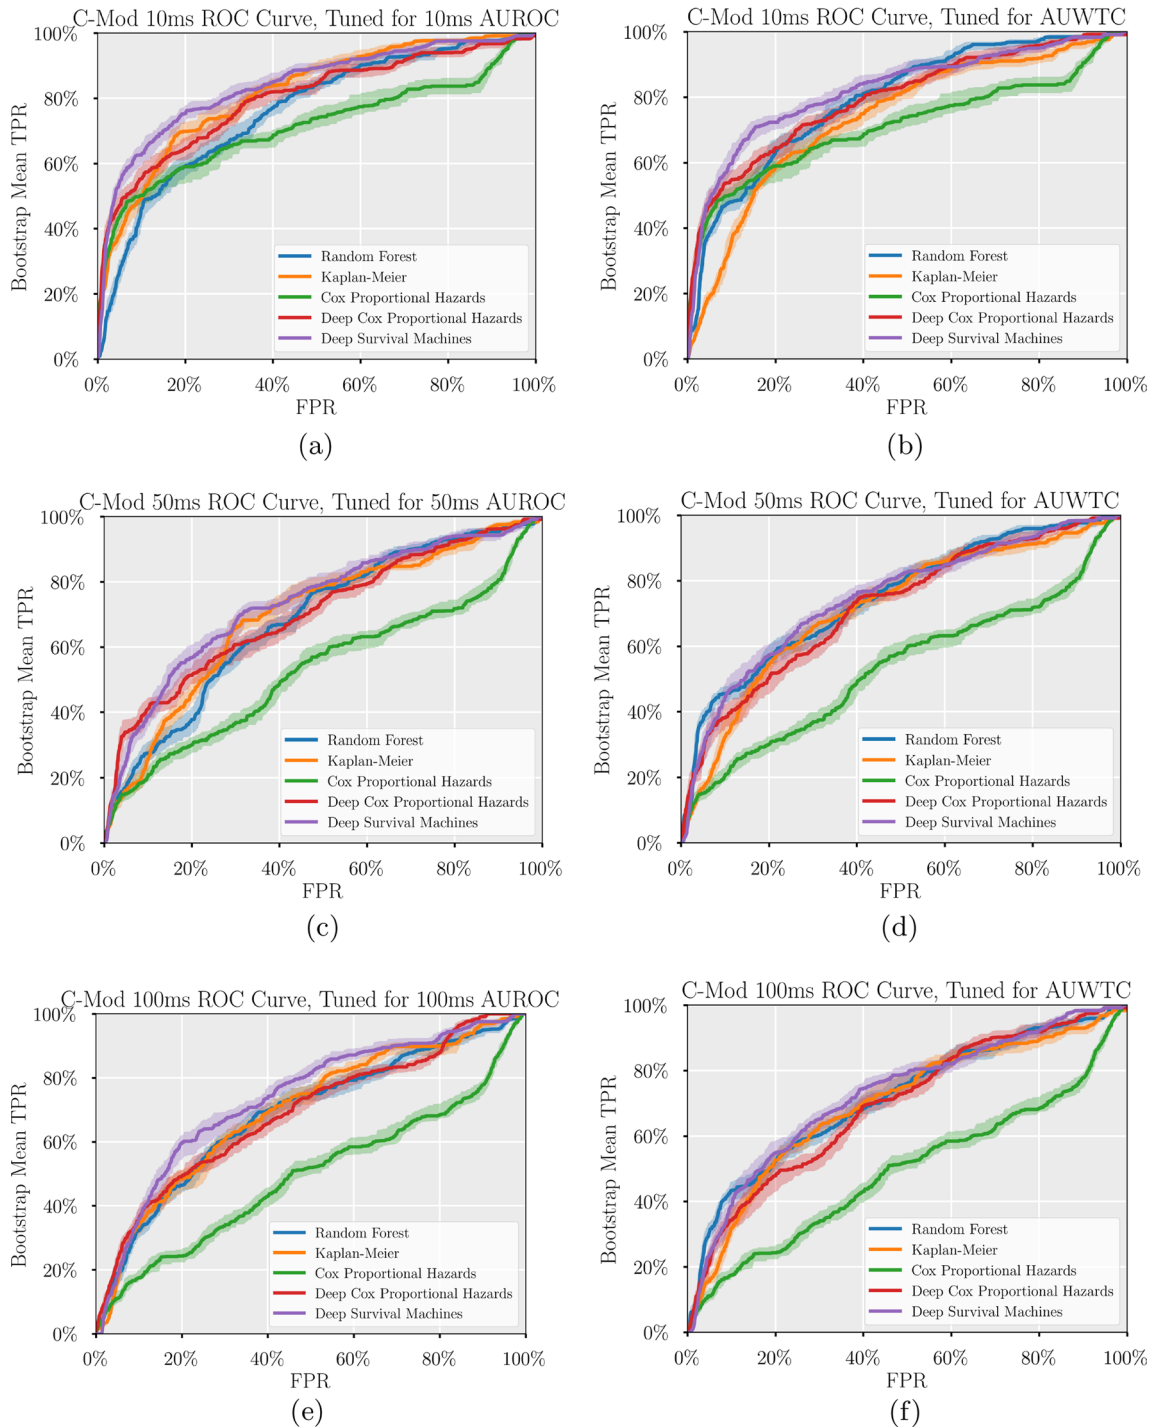 C-Mod 10ms ROC Curve, Tuned for 10ms AUROC
100%
80%
60%
40%
20%
0%
Bootstrap Mean TPR
Random Forest
Kaplan-Meier
Cox Proportional Hazards
Deep Cox Proportional Hazards
Deep Survival Machines
0% 20% 40% 60% 80% 100%
FPR
(a)
C-Mod 10ms ROC Curve, Tuned for AUWTC
100%
80%
60%
40%
20%
0%
Bootstrap Mean TPR
Random Forest
Kaplan-Meier
Cox Proportional Hazards
Deep Cox Proportional Hazards
Deep Survival Machines
0% 20% 40% 60% 80% 100%
FPR
(b)
C-Mod 50ms ROC Curve, Tuned for 50ms AUROC
100%
80%
60%
40%
20%
0%
Bootstrap Mean TPR
Random Forest
Kaplan-Meier
Cox Proportional Hazards
Deep Cox Proportional Hazards
Deep Survival Machines
0% 20% 40% 60% 80% 100%
FPR
(c)
C-Mod 50ms ROC Curve, Tuned for AUWTC
100%
80%
60%
40%
20%
0%
Bootstrap Mean TPR
Random Forest
Kaplan-Meier
Cox Proportional Hazards
Deep Cox Proportional Hazards
Deep Survival Machines
0% 20% 40% 60% 80% 100%
FPR
(d)
C-Mod 100ms ROC Curve, Tuned for 100ms AUROC
100%
80%
60%
40%
20%
0%
Bootstrap Mean TPR
Random Forest
Kaplan-Meier
Cox Proportional Hazards
Deep Cox Proportional Hazards
Deep Survival Machines
0% 20% 40% 60% 80% 100%
FPR
(e)
C-Mod 100ms ROC Curve, Tuned for AUWTC
100%
80%
60%
40%
20%
0%
Bootstrap Mean TPR
Random Forest
Kaplan-Meier
Cox Proportional Hazards
Deep Cox Proportional Hazards
Deep Survival Machines
0% 20% 40% 60% 80% 100%
FPR
(f)